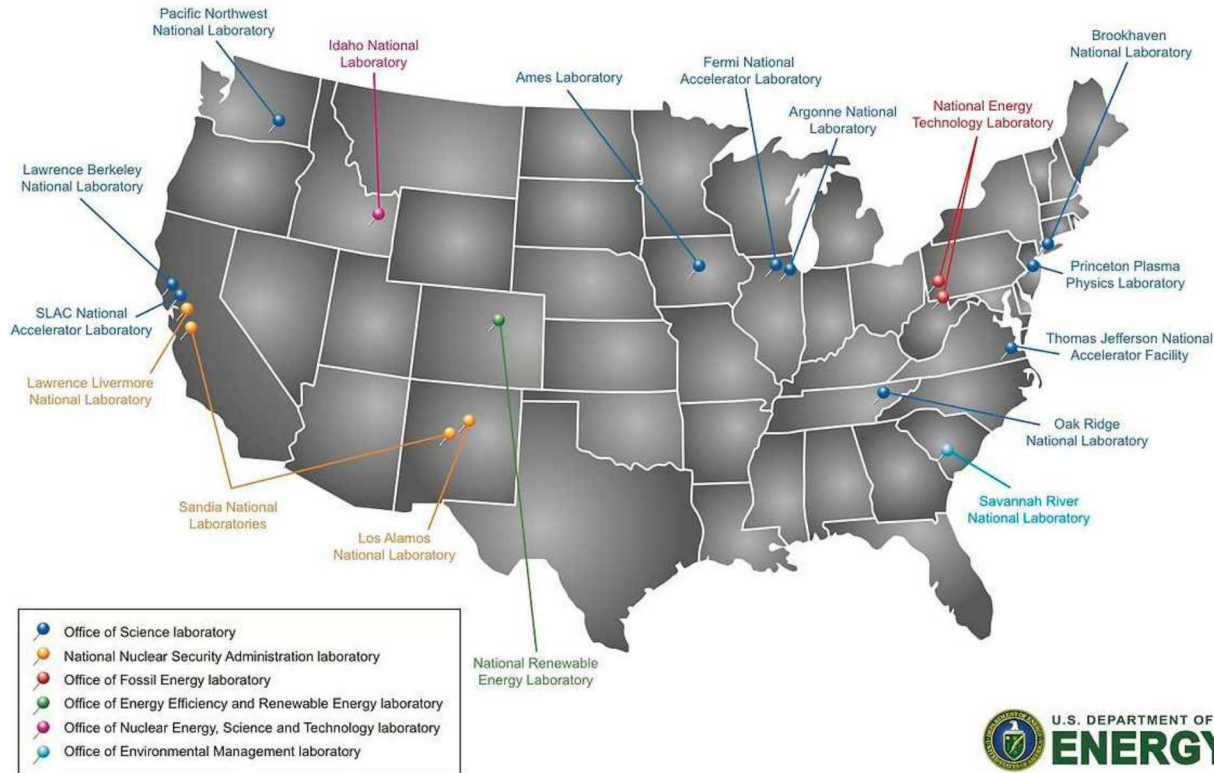 Pacific Northwest
National Laboratory
Idaho National
Laboratory
Ames Laboratory
Fermi National
Accelerator Laboratory
Argonne National
Laboratory
National Energy
Technology Laboratory
Brookhaven
National Laboratory
Lawrence Berkeley
National Laboratory
SLAC National
Accelerator Laboratory
Princeton Plasma
Physics Laboratory
Thomas Jefferson National
Accelerator Facility
Lawrence Livermore
National Laboratory
Oak Ridge
National Laboratory
Sandia National
Laboratories
Los Alamos
National Laboratory
Savannah River
National Laboratory
National Renewable
Energy Laboratory
Office of Science laboratory
National Nuclear Security Administration laboratory
Office of Fossil Energy laboratory
Office of Energy Efficiency and Renewable Energy laboratory
Office of Nuclear Energy, Science and Technology laboratory
Office of Environmental Management laboratory
U.S. DEPARTMENT OF
ENERGY